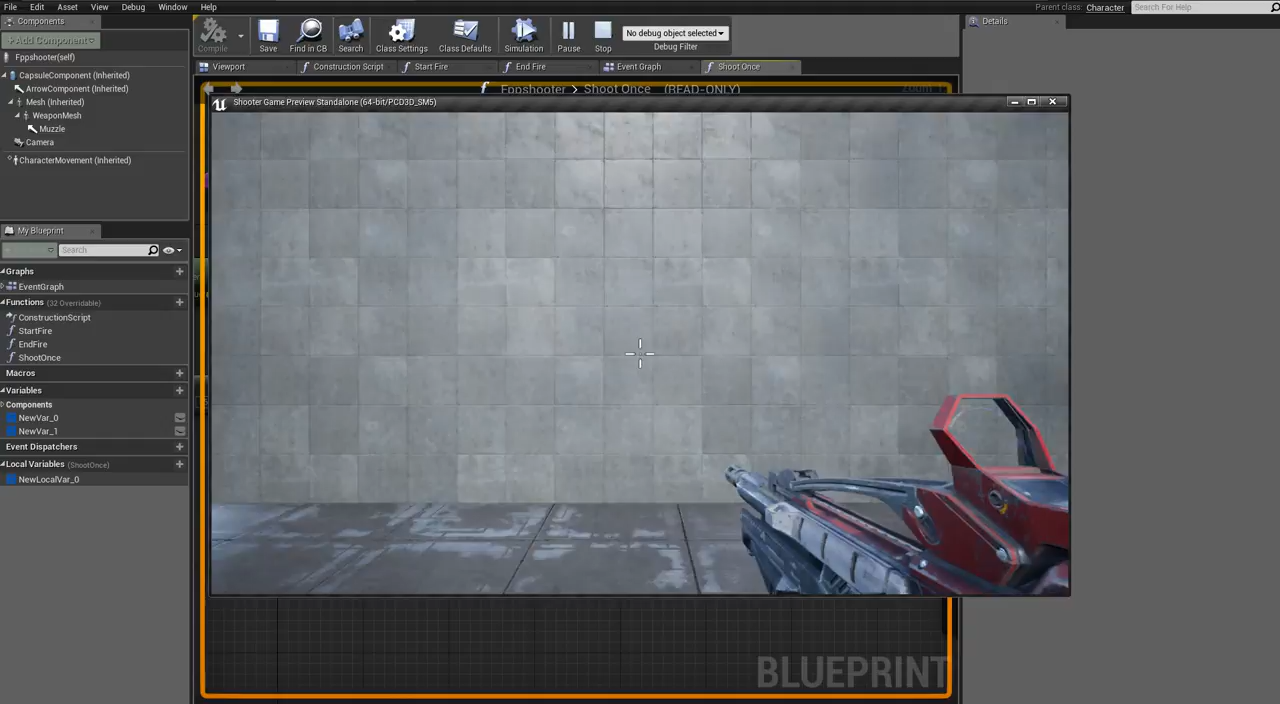 File Edit Asset View Debug Window Help
Parent class: Character
Search For Help
Components
Details
+Add Component
Compile
Save
Find in CB
Search
Class Settings
Class Defaults
Simulation
Pause
Stop
No debug object selected
Debug Filter
Fppshooter(self)
Viewport
Construction Script
Start Fire
End Fire
Event Graph
Shoot Once
CapsuleComponent (Inherited)
ArrowComponent (Inherited)
Mesh (Inherited)
WeaponMesh
Muzzle
Camera
CharacterMovement (Inherited)
Fppshooter > Shoot Once (READ-ONLY)
Shooter Game Preview Standalone (64-bit/PCD3D_SM5)
My Blueprint
Search
Graphs
EventGraph
Functions (32 Overridable)
ConstructionScript
StartFire
EndFire
ShootOnce
Macros
Variables
Components
NewVar_0
NewVar_1
Event Dispatchers
Local Variables (ShootOnce)
NewLocalVar_0
BLUEPRINT